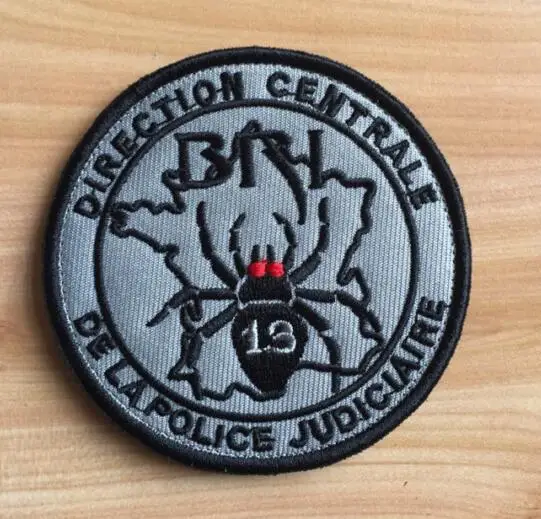 DIRECTION CENTRALE
BRI
13
DE LA POLICE JUDICIAIRE